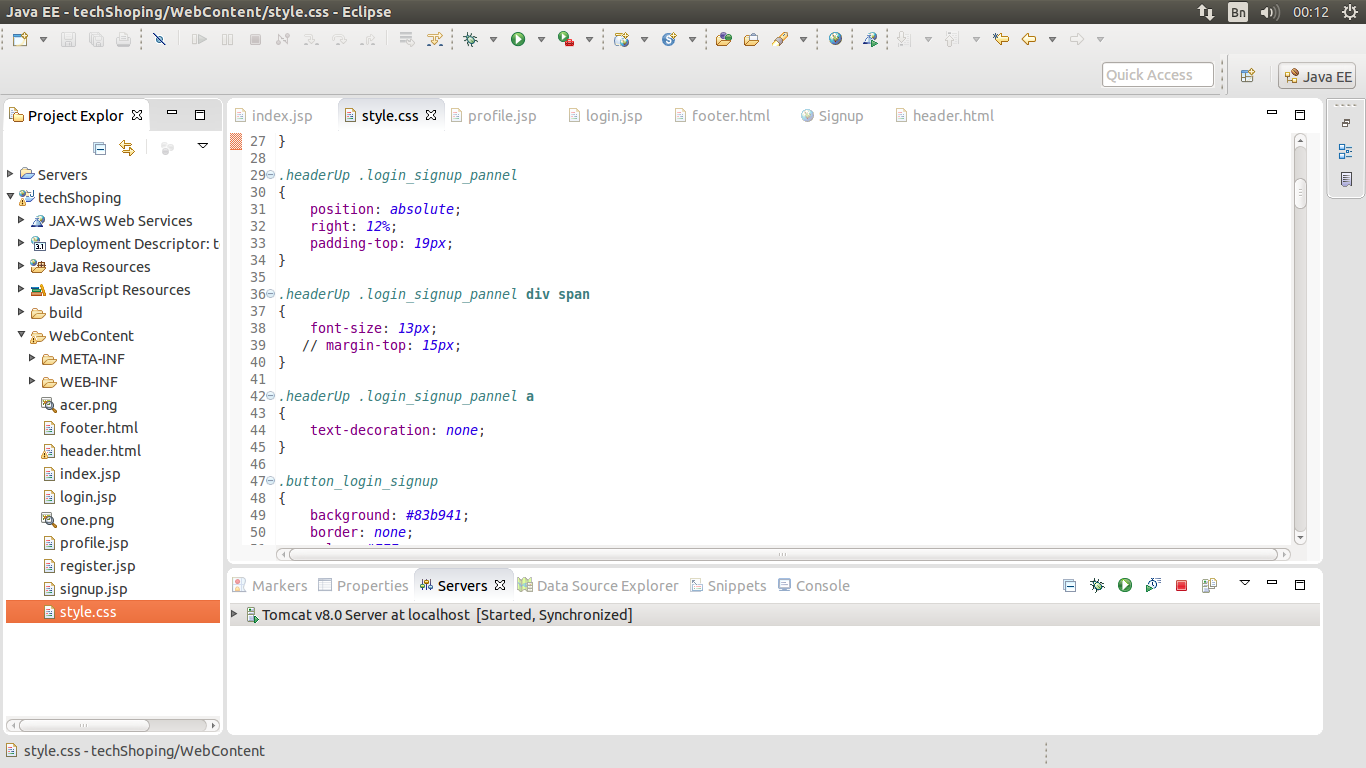 Java EE - techShoping/WebContent/style.css - Eclipse
Bn
00:12
Quick Access
Java EE
Project Explor
Servers
techShoping
JAX-WS Web Services
Deployment Descriptor: t
Java Resources
JavaScript Resources
build
WebContent
META-INF
WEB-INF
acer.png
footer.html
header.html
index.jsp
login.jsp
one.png
profile.jsp
register.jsp
signup.jsp
style.css
index.jsp style.css profile.jsp login.jsp footer.html Signup header.html
27 }
28
29 .headerUp .login_signup_pannel
30 {
31 position: absolute;
32 right: 12%;
33 padding-top: 19px;
34 }
35
36 .headerUp .login_signup_pannel div span
37 {
38 font-size: 13px;
39 // margin-top: 15px;
40 }
41
42 .headerUp .login_signup_pannel a
43 {
44 text-decoration: none;
45 }
46
47 .button_login_signup
48 {
49 background: #83b941;
50 border: none;
Markers Properties Servers Data Source Explorer Snippets Console
Tomcat v8.0 Server at localhost [Started, Synchronized]
style.css - techShoping/WebContent